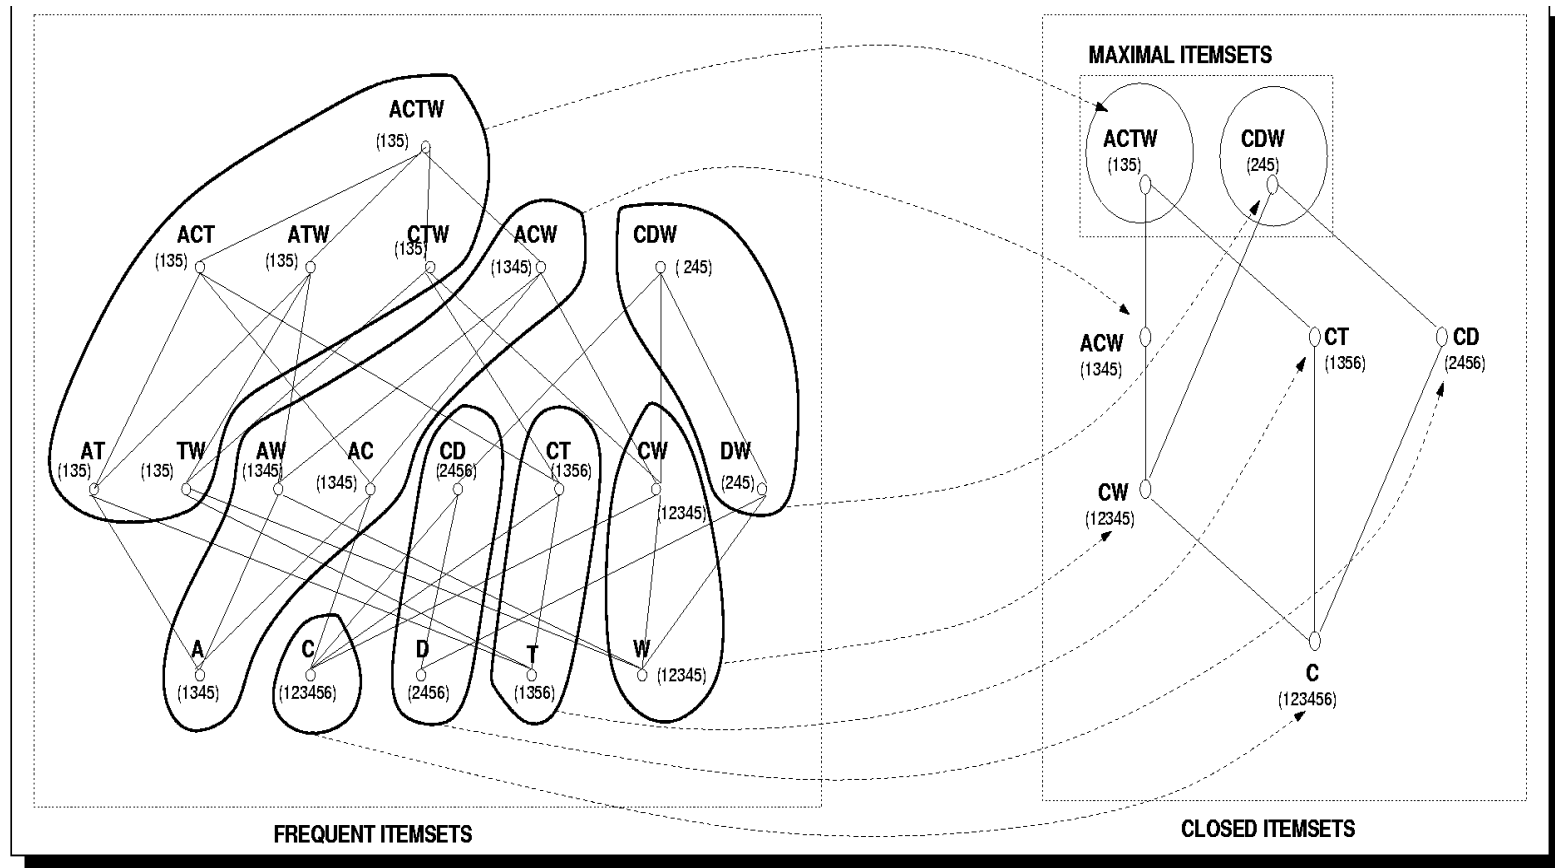 MAXIMAL ITEMSETS
ACTW
(135)
ACTW
(135)
CDW
(245)
ACT
(135)
ATW
(135)
CTW
(135)
ACW
(1345)
CDW
( 245)
ACW
(1345)
CT
(1356)
CD
(2456)
AT
(135)
TW
(135)
AW
(1345)
AC
(1345)
CD
(2456)
CT
(1356)
CW
(12345)
DW
(245)
CW
(12345)
A
(1345)
C
(123456)
D
(2456)
T
(1356)
W
(12345)
C
(123456)
FREQUENT ITEMSETS
CLOSED ITEMSETS